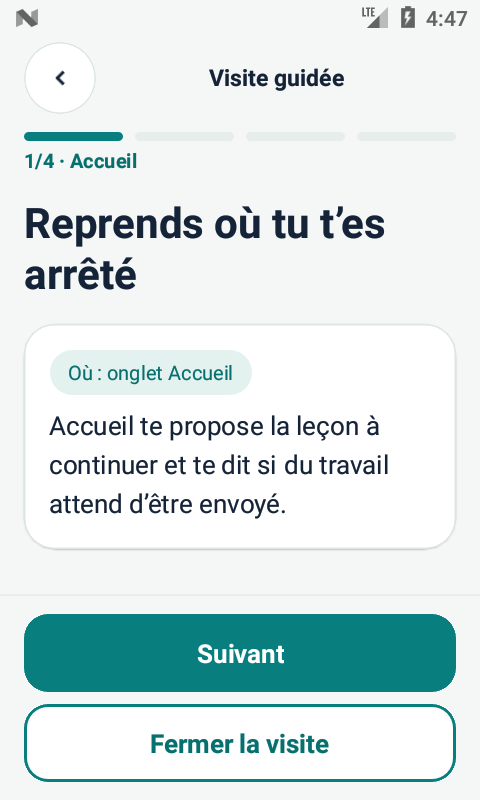 LTE 4:47
Visite guidée
1/4 · Accueil
Reprends où tu t’es
arrêté
Où : onglet Accueil
Accueil te propose la leçon à
continuer et te dit si du travail
attend d’être envoyé.
Suivant
Fermer la visite